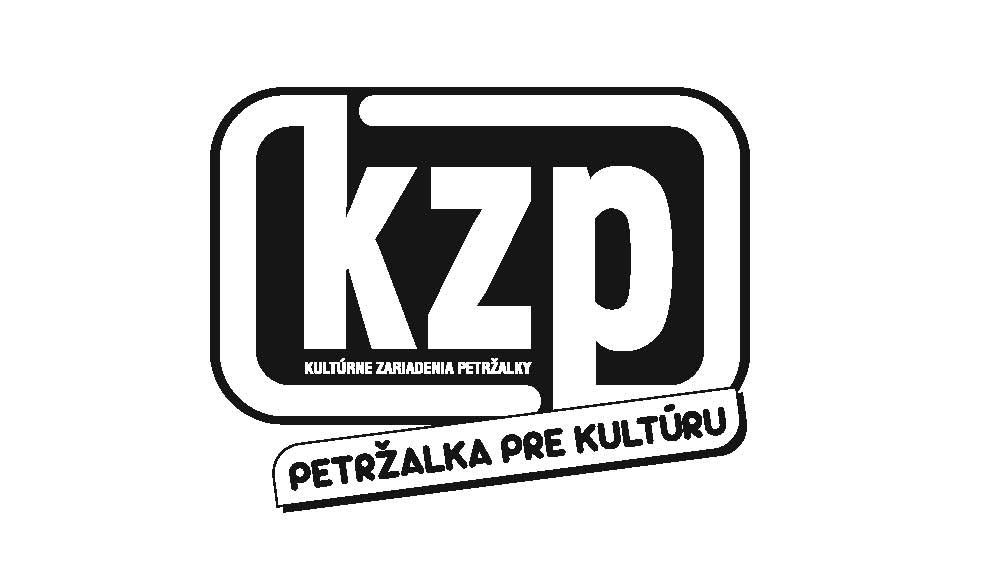 kzp
KULTÚRNE ZARIADENIA PETRŽALKY
PETRŽALKA PRE KULTÚRU